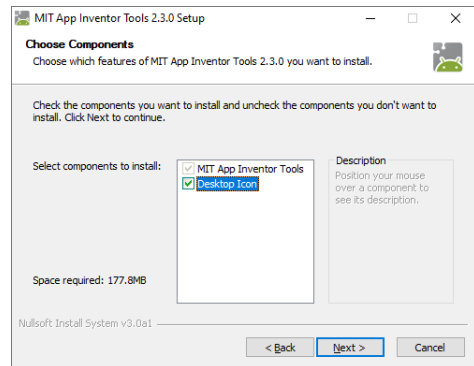 MIT App Inventor Tools 2.3.0 Setup
Choose Components
Choose which features of MIT App Inventor Tools 2.3.0 you want to install.
Check the components you want to install and uncheck the components you don't want to
install. Click Next to continue.
Select components to install:
MIT App Inventor Tools
Desktop Icon
Description
Position your mouse
over a component to
see its description.
Space required: 177.8MB
Nullsoft Install System v3.0a1
< Back
Next >
Cancel